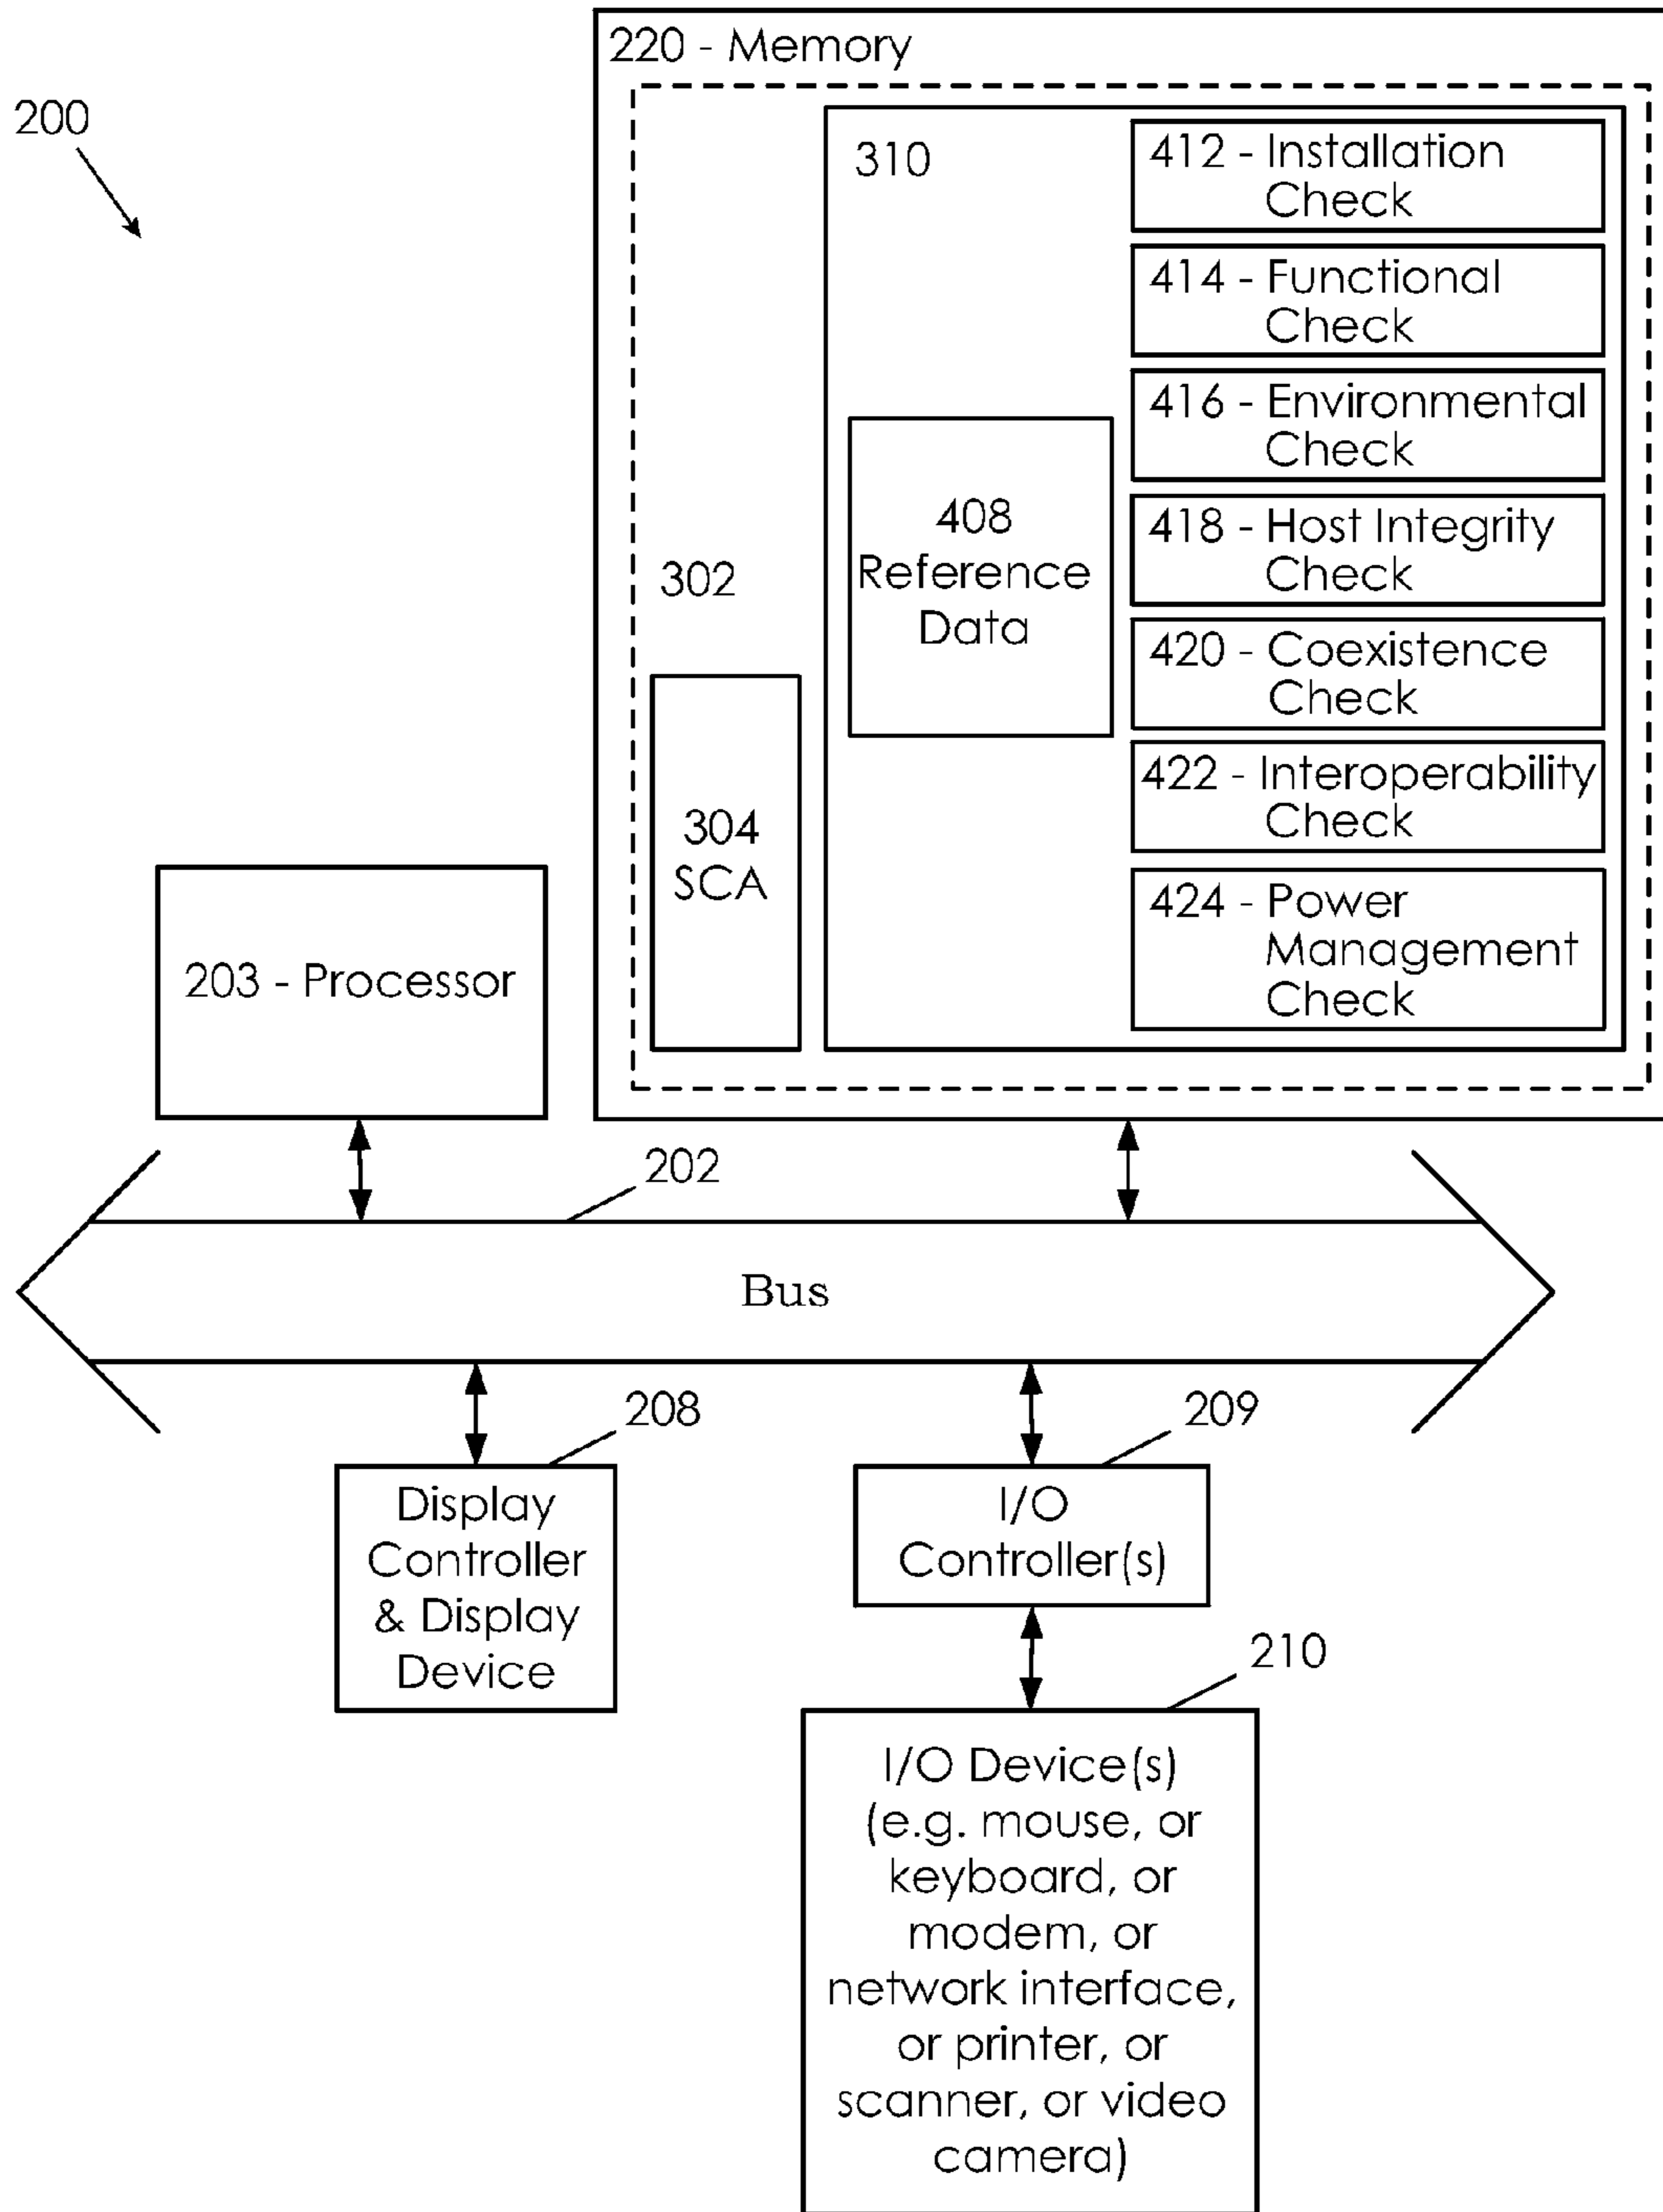 220 - Memory
200
310
412 - Installation
Check
414 - Functional
Check
416 - Environmental
Check
408
Reference
Data
418 - Host Integrity
Check
302
420 - Coexistence
Check
422 - Interoperability
Check
304
SCA
424 - Power
Management
Check
203 - Processor
202
Bus
208
209
Display
Controller
& Display
Device
I/O
Controller(s)
210
I/O Device(s)
(e.g. mouse, or
keyboard, or
modem, or
network interface,
or printer, or
scanner, or video
camera)